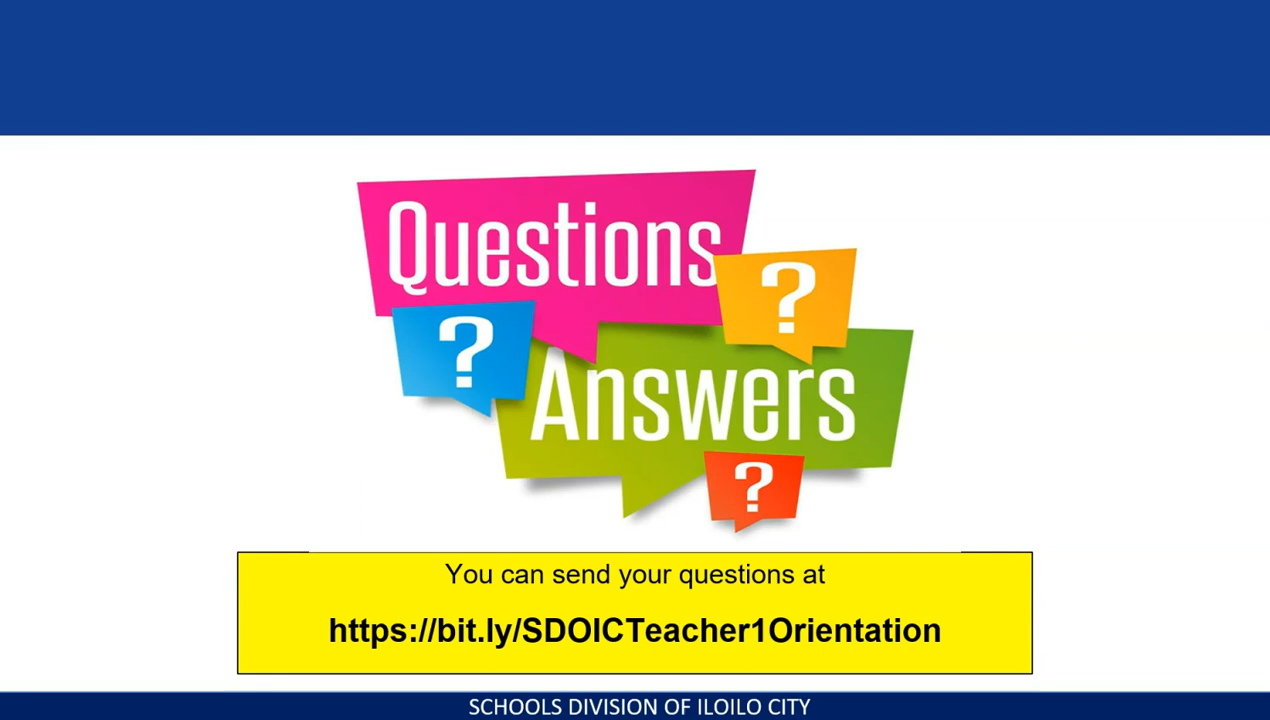 Questions
?
?
Answers
?
You can send your questions at
https://bit.ly/SDOICTeacher1Orientation
SCHOOLS DIVISION OF ILOILO CITY